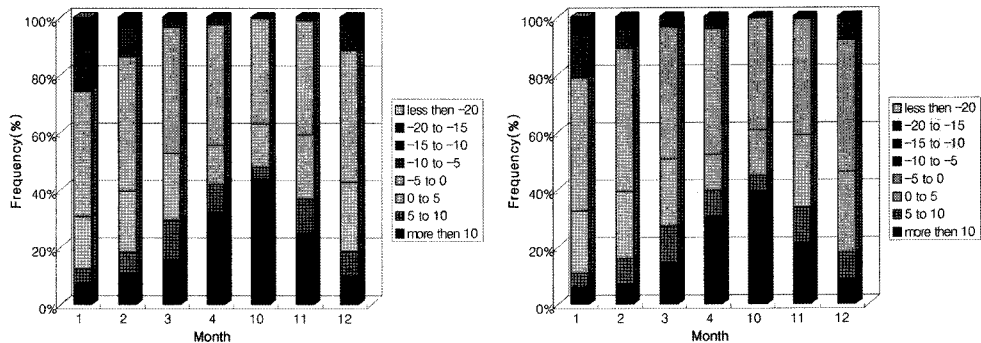 100%
80%
60%
40%
20%
0%
Frequency(%)
1 2 3 4 10 11 12
Month
less then -20
-20 to -15
-15 to -10
-10 to -5
-5 to 0
0 to 5
5 to 10
more then 10
100%
80%
60%
40%
20%
0%
Frequency(%)
1 2 3 4 10 11 12
Month
less then -20
-20 to -15
-15 to -10
-10 to -5
-5 to 0
0 to 5
5 to 10
more then 10